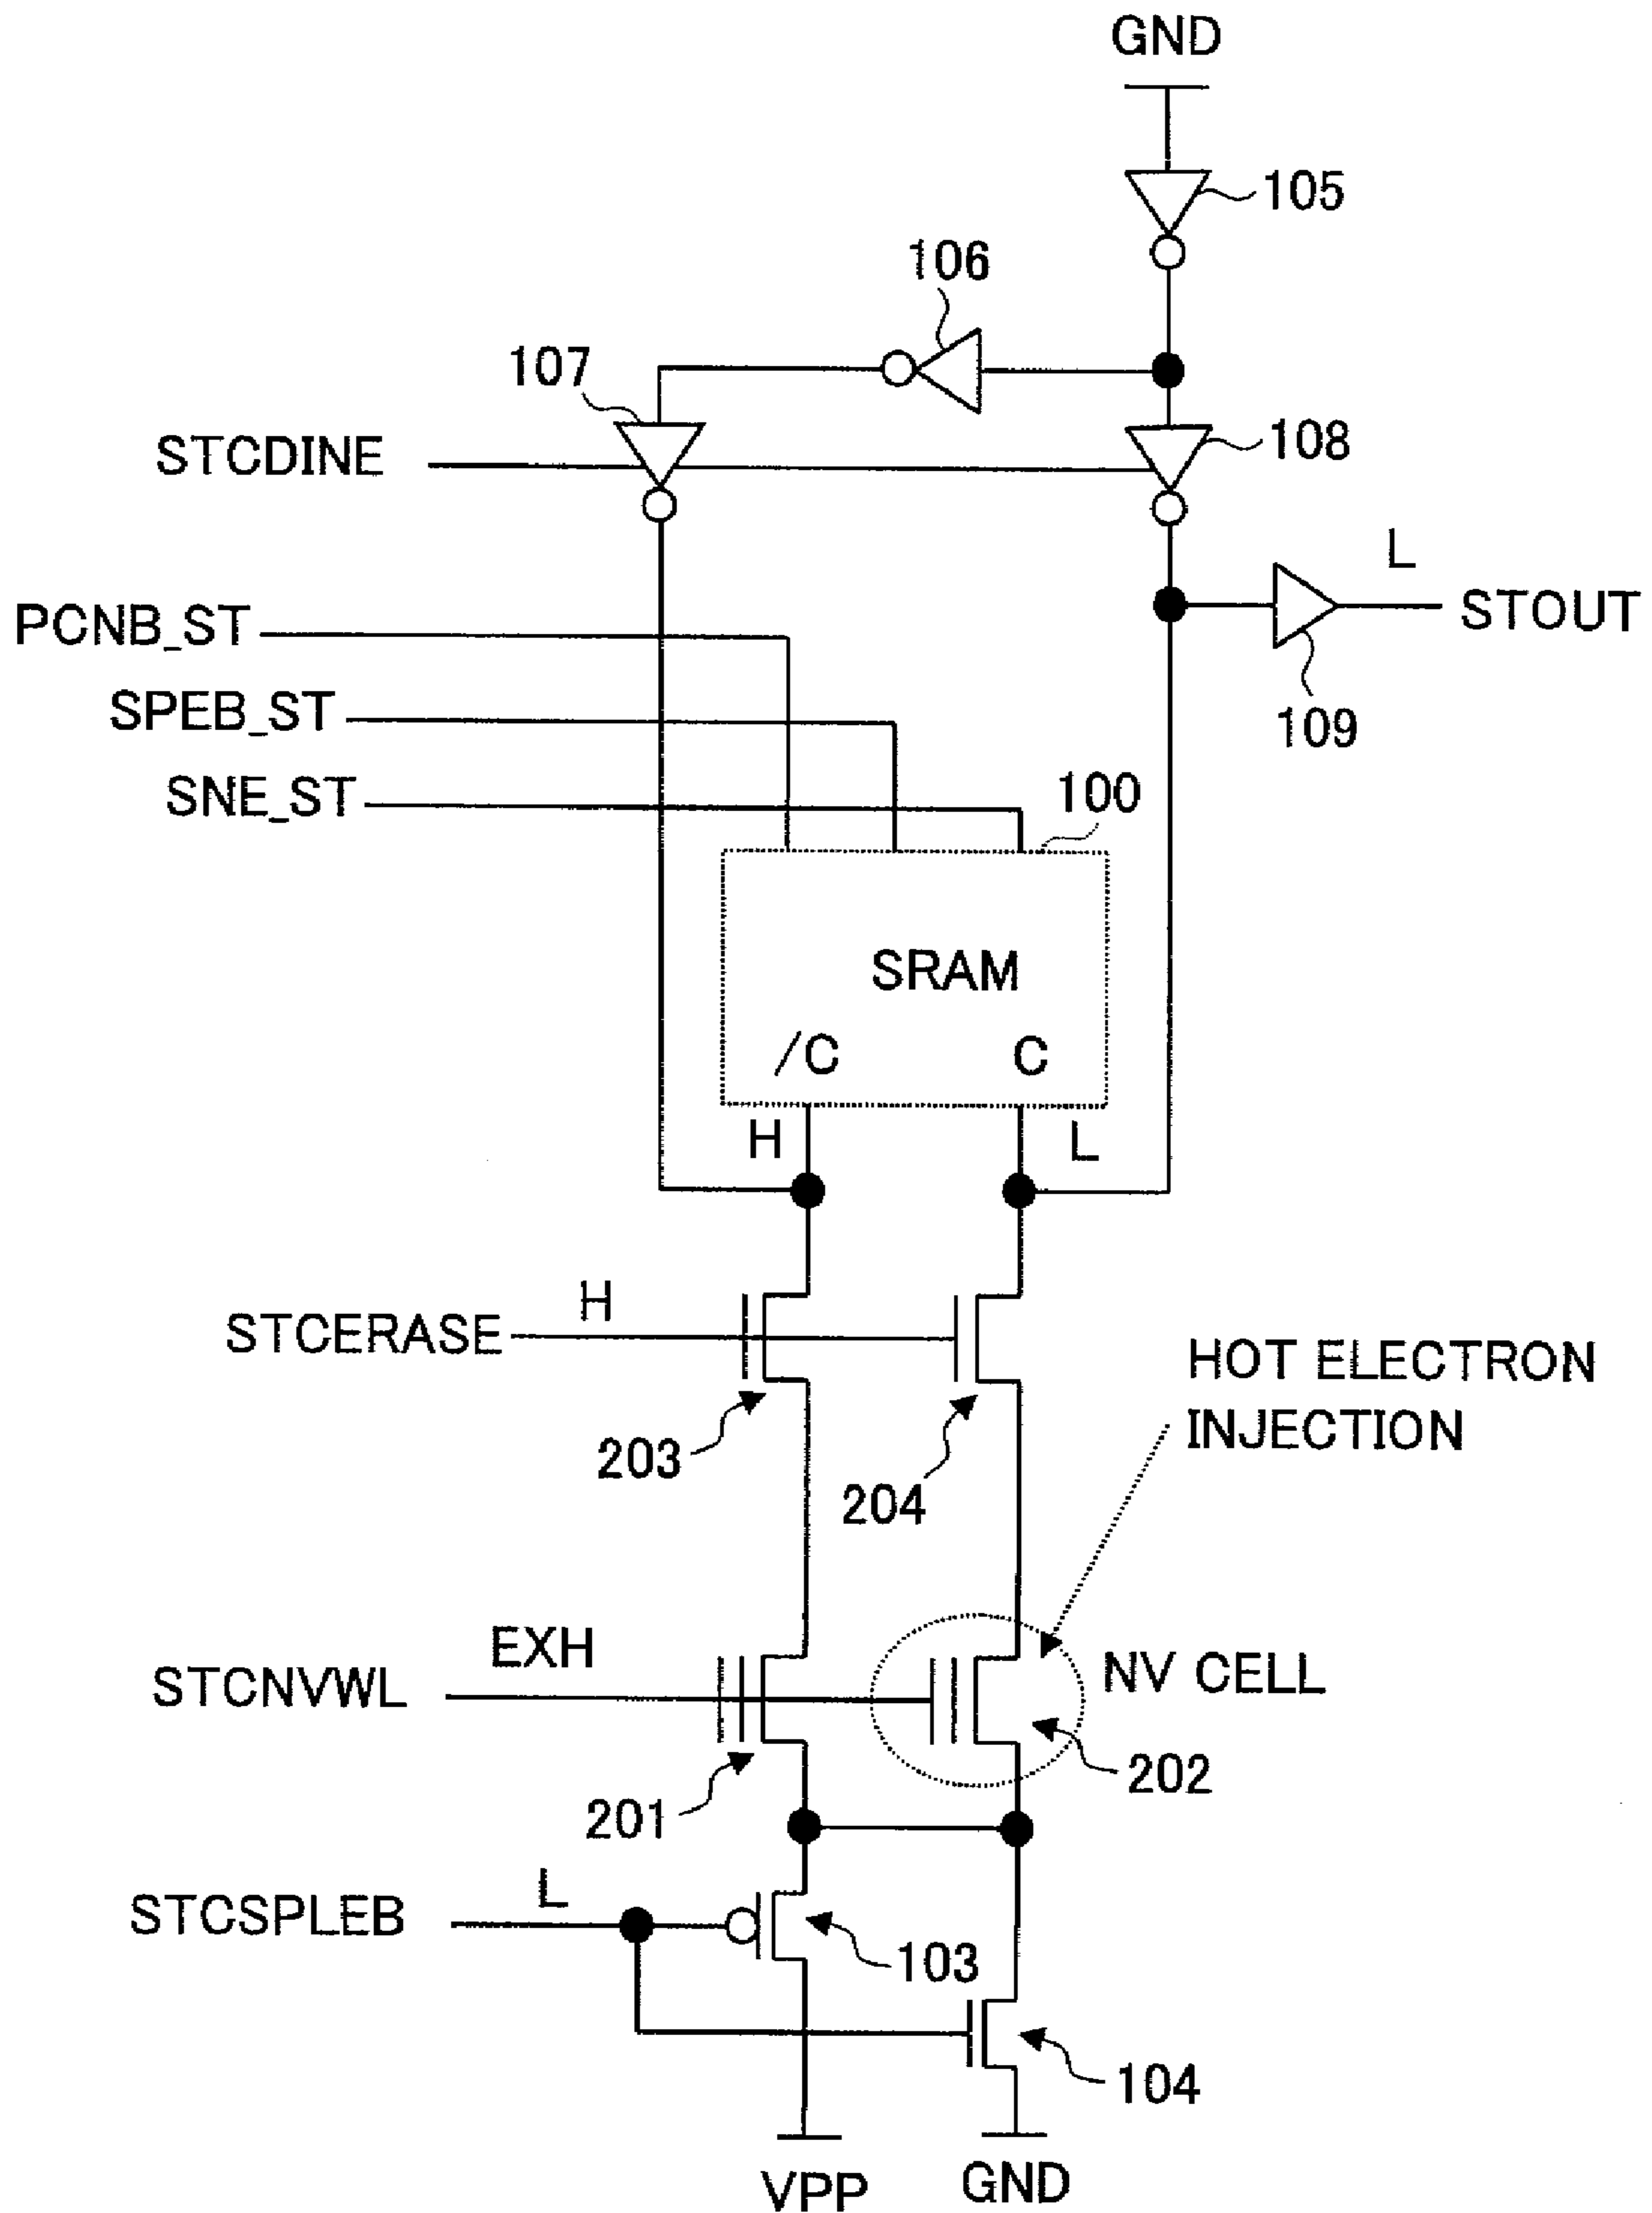 GND
105
106
107
STCDINE
108
L
PCNB_ST
STOUT
SPEB_ST
109
SNE_ST
100
SRAM
/C
C
H
L
H
STCERASE
HOT ELECTRON
INJECTION
203
204
EXH
STCNVWL
NV CELL
202
201
L
STCSPLEB
103
104
VPP
GND